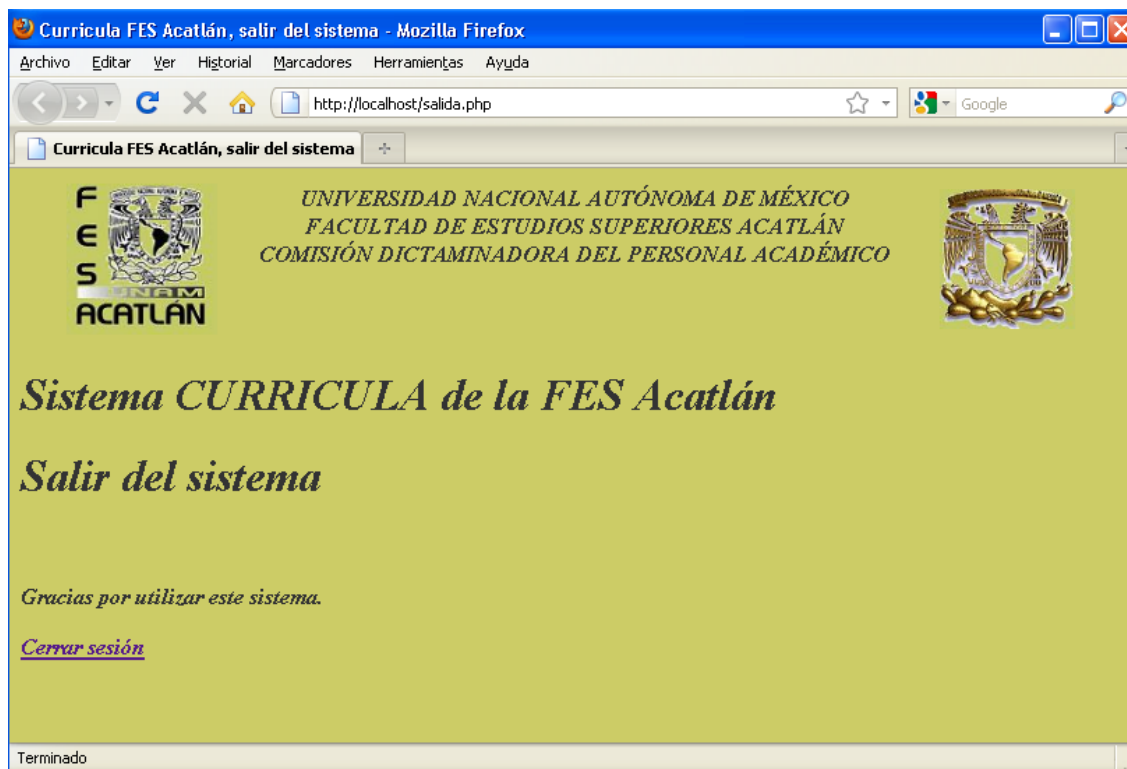 Curricula FES Acatlán, salir del sistema - Mozilla Firefox
Archivo Editar Ver Historial Marcadores Herramientas Ayuda
http://localhost/salida.php Google
Curricula FES Acatlán, salir del sistema
FES
UNAM
ACATLÁN
UNIVERSIDAD NACIONAL AUTÓNOMA DE MÉXICO
FACULTAD DE ESTUDIOS SUPERIORES ACATLÁN
COMISIÓN DICTAMINADORA DEL PERSONAL ACADÉMICO
Sistema CURRICULA de la FES Acatlán
Salir del sistema
Gracias por utilizar este sistema.
Cerrar sesión
Terminado